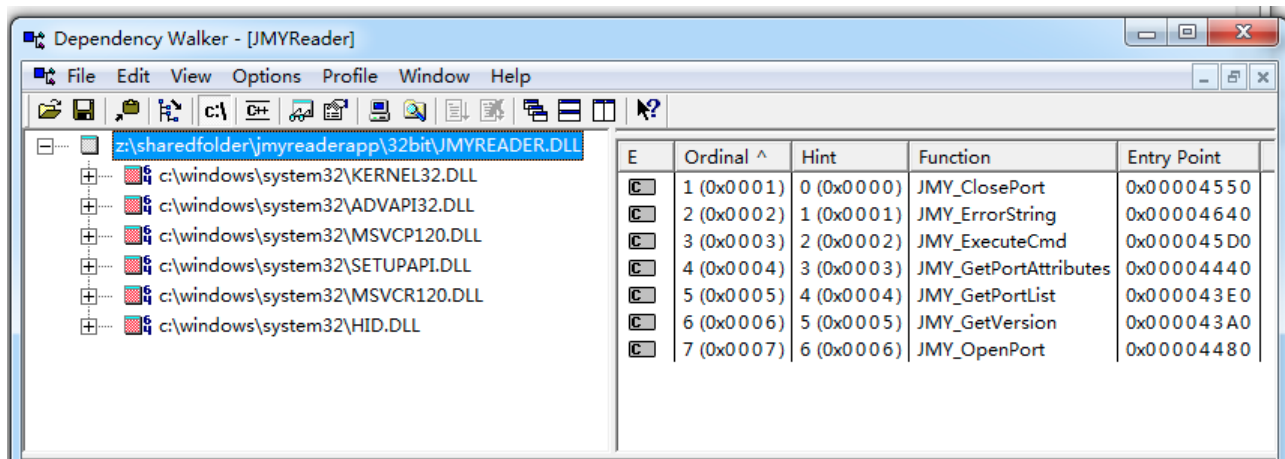 Dependency Walker - [JMYReader]
File Edit View Options Profile Window Help
c:\ C++
z:\sharedfolder\jmyreaderapp\32bit\JMYREADER.DLL
c:\windows\system32\KERNEL32.DLL
c:\windows\system32\ADVAPI32.DLL
c:\windows\system32\MSVCP120.DLL
c:\windows\system32\SETUPAPI.DLL
c:\windows\system32\MSVCR120.DLL
c:\windows\system32\HID.DLL
E Ordinal ^ Hint Function Entry Point
C 1 (0x0001) 0 (0x0000) JMY_ClosePort 0x00004550
C 2 (0x0002) 1 (0x0001) JMY_ErrorString 0x00004640
C 3 (0x0003) 2 (0x0002) JMY_ExecuteCmd 0x000045D0
C 4 (0x0004) 3 (0x0003) JMY_GetPortAttributes 0x00004440
C 5 (0x0005) 4 (0x0004) JMY_GetPortList 0x000043E0
C 6 (0x0006) 5 (0x0005) JMY_GetVersion 0x000043A0
C 7 (0x0007) 6 (0x0006) JMY_OpenPort 0x00004480